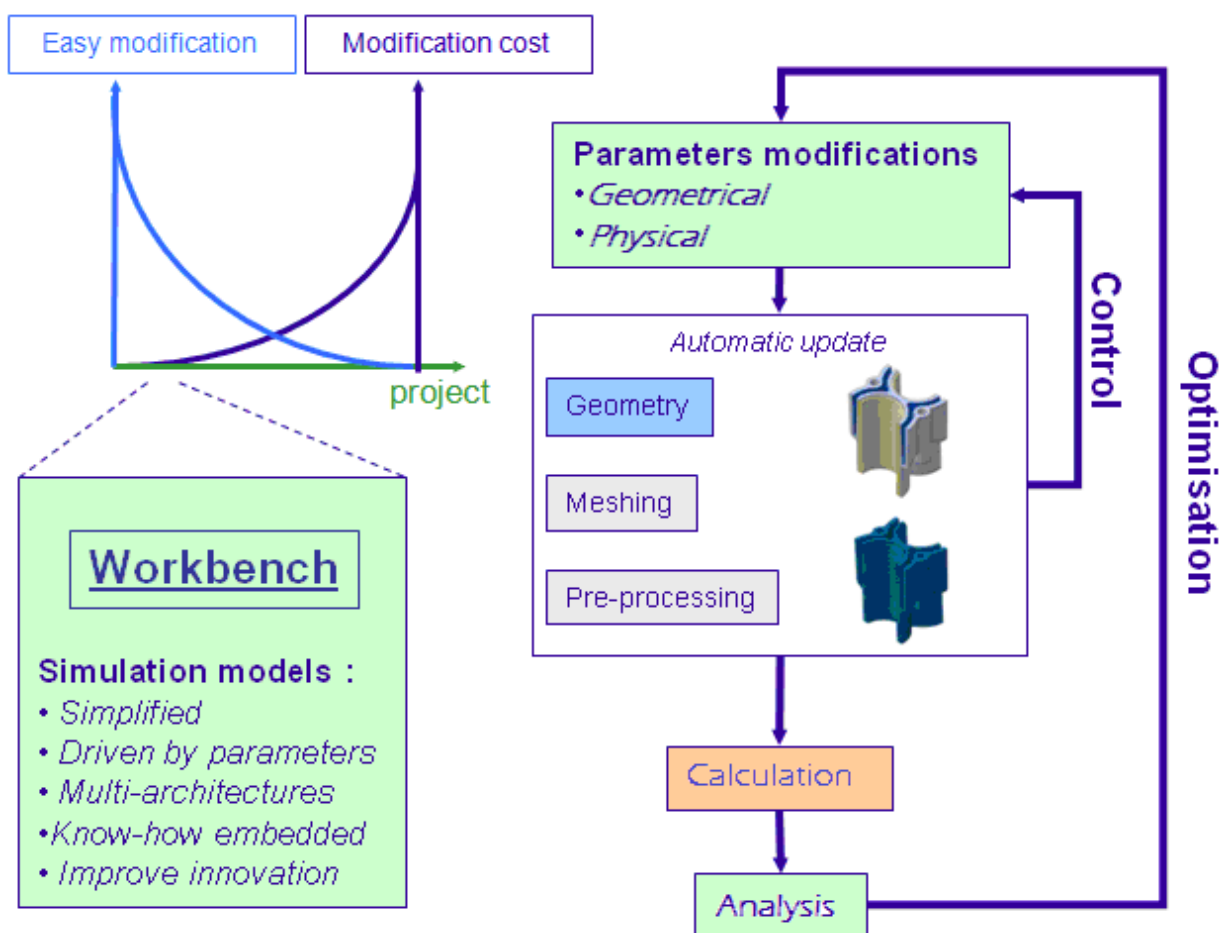 Easy modification
Modification cost
project
Workbench
Simulation models :
• Simplified
• Driven by parameters
• Multi-architectures
•Know-how embedded
• Improve innovation
Parameters modifications
•Geometrical
•Physical
Automatic update
Geometry
Meshing
Pre-processing
Calculation
Analysis
Control
Optimisation